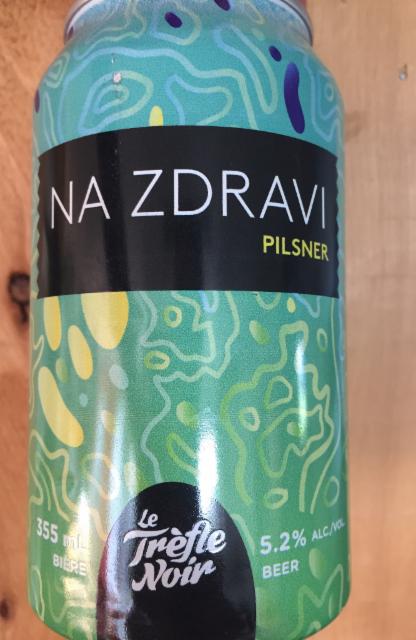 NA ZDRAVI
PILSNER
355 mL
BIÈRE
Le
Trèfle
Noir
5.2% ALC./VOL.
BEER